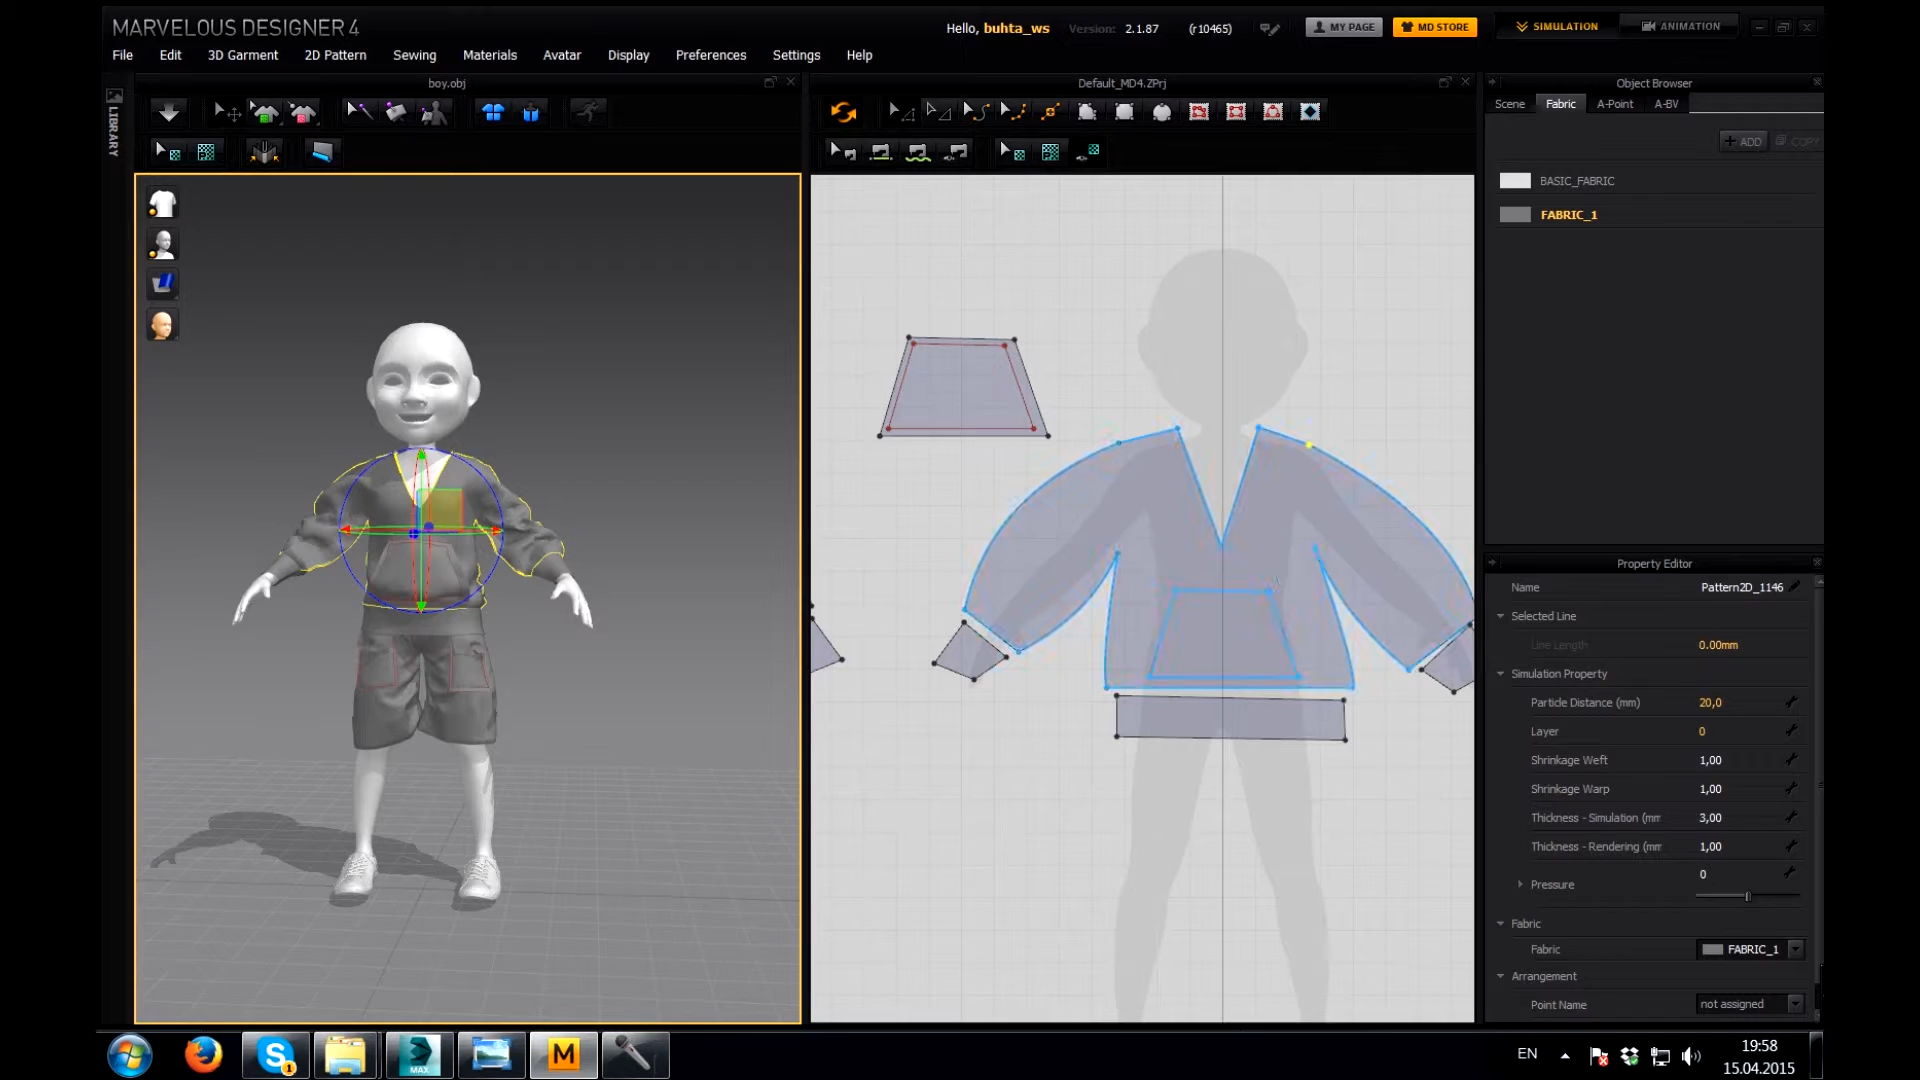 MARVELOUS DESIGNER 4
Hello, buhta_ws
Version: 2.1.87 (r10465)
MY PAGE
MD STORE
SIMULATION
ANIMATION
File Edit 3D Garment 2D Pattern Sewing Materials Avatar Display Preferences Settings Help
LIBRARY
boy.obj
Default_MD4.ZPrj
Object Browser
Scene Fabric A-Point A-BV
+ ADD
COPY
BASIC_FABRIC
FABRIC_1
Property Editor
Name Pattern2D_1146
Selected Line
Line Length 0.00mm
Simulation Property
Particle Distance (mm) 20,0
Layer 0
Shrinkage Weft 1,00
Shrinkage Warp 1,00
Thickness - Simulation (mm 3,00
Thickness - Rendering (mm 1,00
Pressure 0
Fabric
Fabric FABRIC_1
Arrangement
Point Name not assigned
S 1
MAX
M
EN
19:58
15.04.2015